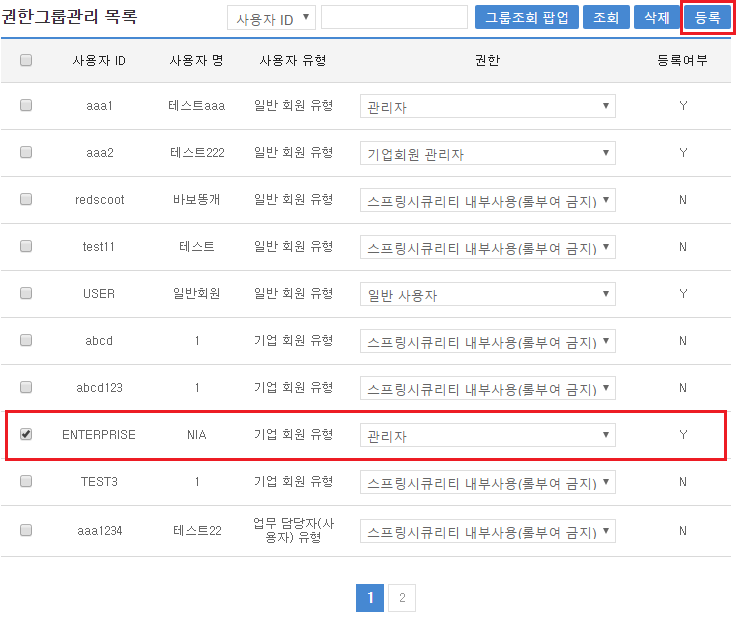 권한그룹관리 목록 사용자 ID 그룹조회 팝업 조회 삭제 등록
사용자 ID 사용자 명 사용자 유형 권한 등록여부
aaa1 테스트aaa 일반 회원 유형 관리자 Y
aaa2 테스트222 일반 회원 유형 기업회원 관리자 Y
redscoot 바보똥개 일반 회원 유형 스프링시큐리티 내부사용(롤부여 금지) N
test11 테스트 일반 회원 유형 스프링시큐리티 내부사용(롤부여 금지) N
USER 일반회원 일반 회원 유형 일반 사용자 Y
abcd 1 기업 회원 유형 스프링시큐리티 내부사용(롤부여 금지) N
abcd123 1 기업 회원 유형 스프링시큐리티 내부사용(롤부여 금지) N
ENTERPRISE NIA 기업 회원 유형 관리자 Y
TEST3 1 기업 회원 유형 스프링시큐리티 내부사용(롤부여 금지) N
aaa1234 테스트22 업무 담당자(사
용자) 유형 스프링시큐리티 내부사용(롤부여 금지) N
1 2